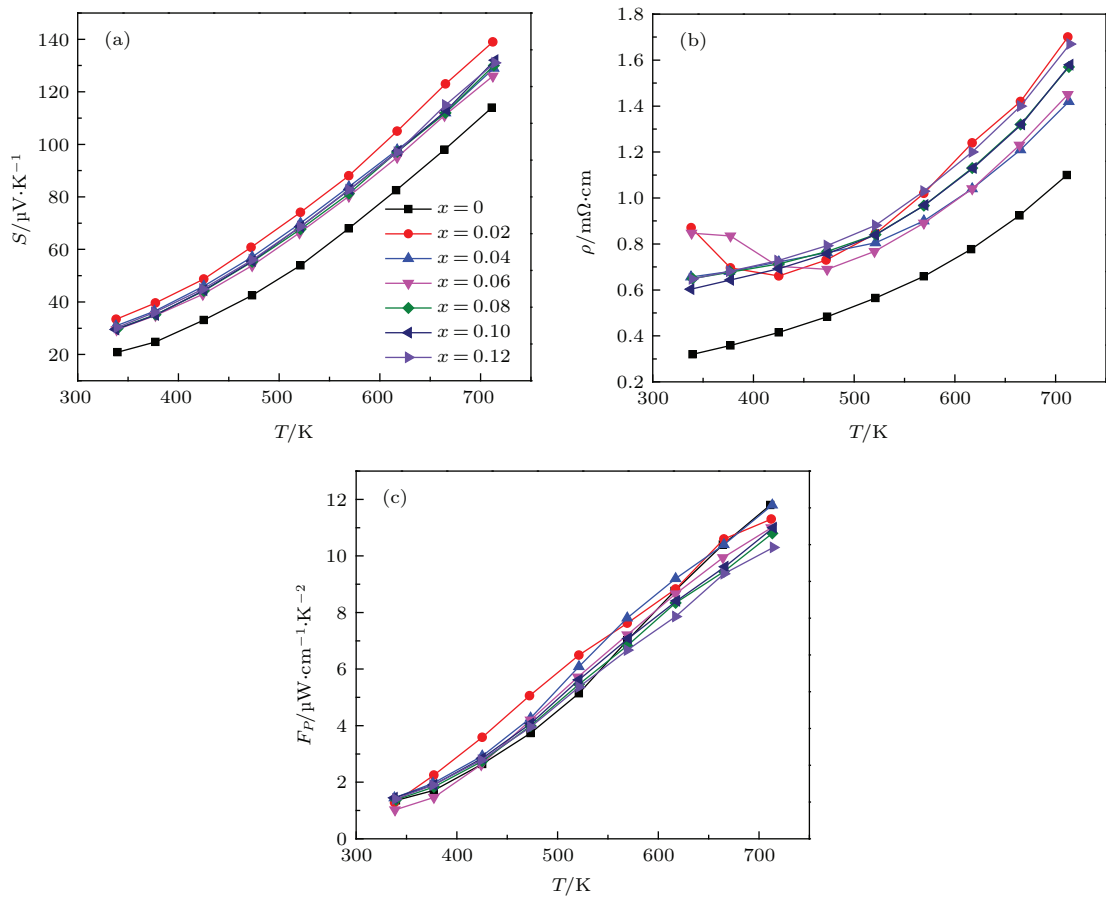 (a)
140
120
100
80
60
40
20
S/µV·K⁻¹
x = 0
x = 0.02
x = 0.04
x = 0.06
x = 0.08
x = 0.10
x = 0.12
300 400 500 600 700
T/K
(b)
1.8
1.6
1.4
1.2
1.0
0.8
0.6
0.4
0.2
ρ/mΩ·cm
300 400 500 600 700
T/K
(c)
12
10
8
6
4
2
0
F_P/µW·cm⁻¹·K⁻²
300 400 500 600 700
T/K